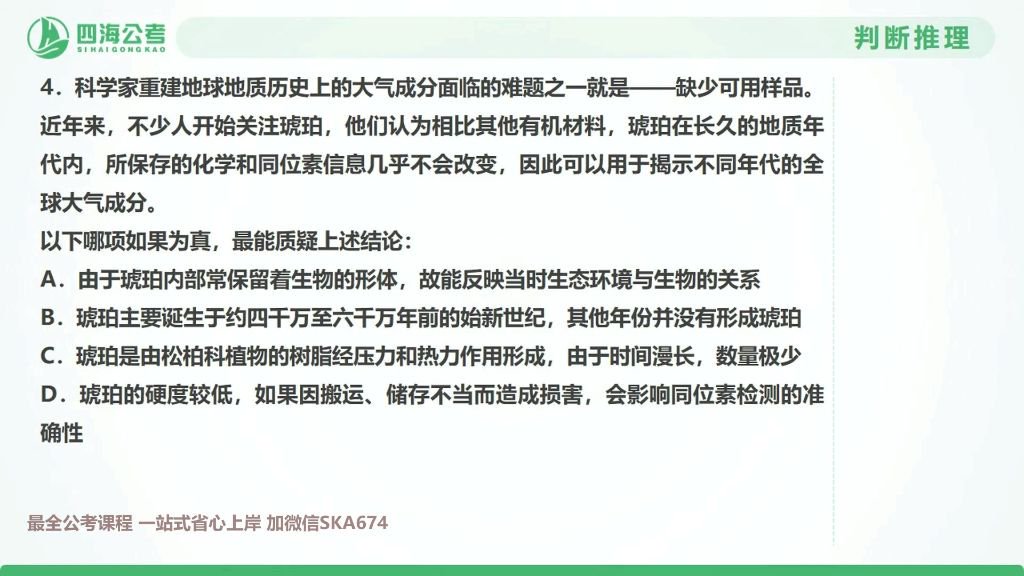 四海公考
SIHAIGONGKAO
判断推理
4．科学家重建地球地质历史上的大气成分面临的难题之一就是——缺少可用样品。
近年来，不少人开始关注琥珀，他们认为相比其他有机材料，琥珀在长久的地质年
代内，所保存的化学和同位素信息几乎不会改变，因此可以用于揭示不同年代的全
球大气成分。
以下哪项如果为真，最能质疑上述结论：
A．由于琥珀内部常保留着生物的形体，故能反映当时生态环境与生物的关系
B．琥珀主要诞生于约四千万至六千万年前的始新世纪，其他年份并没有形成琥珀
C．琥珀是由松柏科植物的树脂经压力和热力作用形成，由于时间漫长，数量极少
D．琥珀的硬度较低，如果因搬运、储存不当而造成损害，会影响同位素检测的准
确性
最全公考课程 一站式省心上岸 加微信SKA674